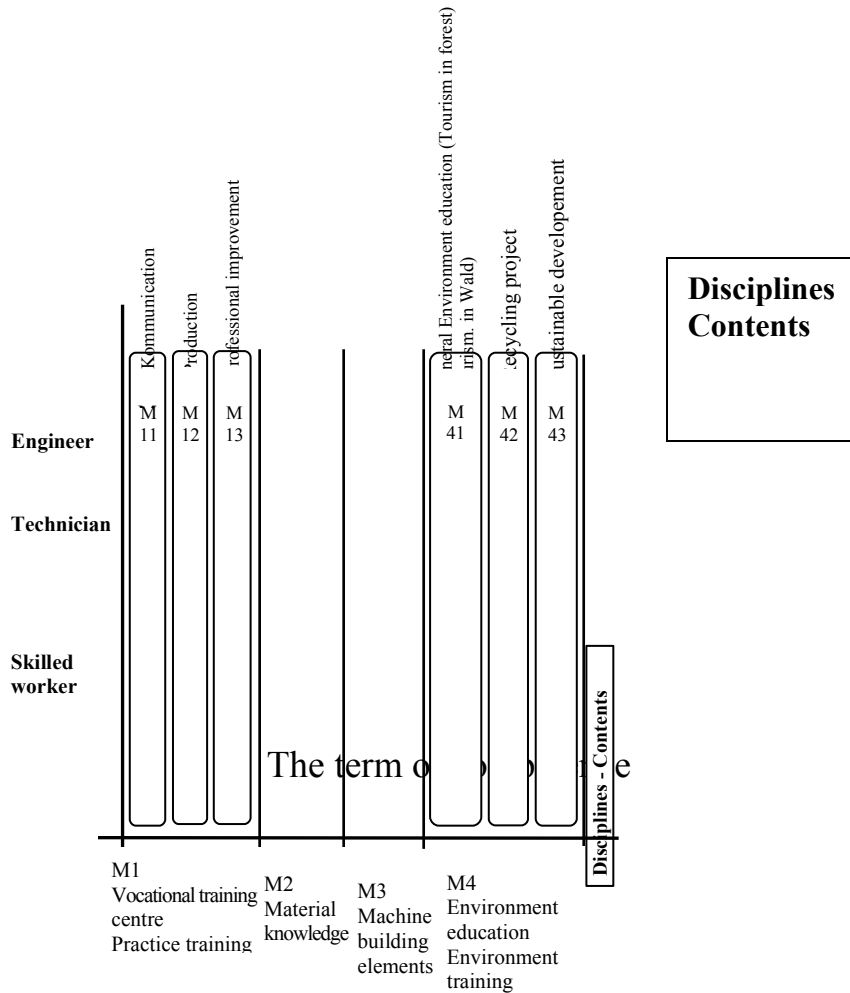 Kommunication
roduction
rofessional improvement
neral Environment education (Tourism in forest)
rism. in Wald)
ecycling project
ustainable developement
Disciplines
Contents
M
11
M
12
M
13
M
41
M
42
M
43
Engineer
Technician
Skilled
worker
The term o
e
Disciplines - Contents
M1
Vocational training
centre
Practice training
M2
Material
knowledge
M3
Machine
building
elements
M4
Environment
education
Environment
training